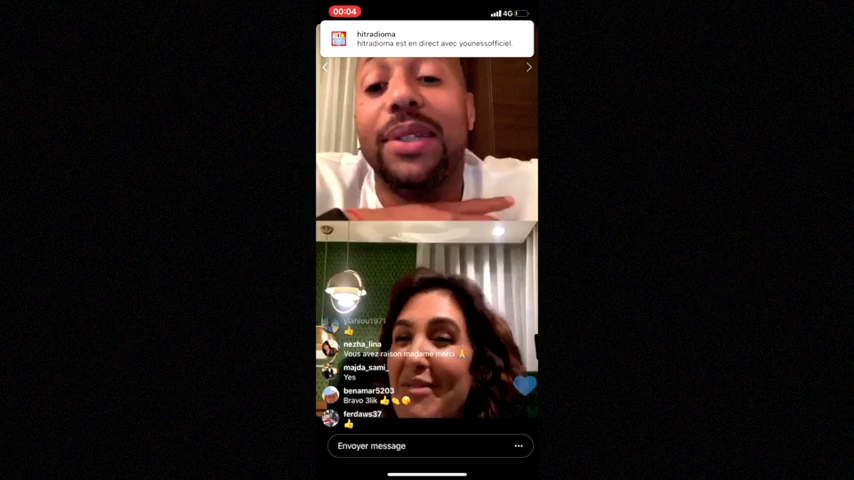 00:04
4G
hitradioma
hitradioma est en direct avec younessofficiel.
nezha_lina
Vous avez raison madame merci 🙏
majda_sami_
Yes
benamar5203
Bravo 3lik 👍👏😘
ferdaws37
👍
Envoyer message